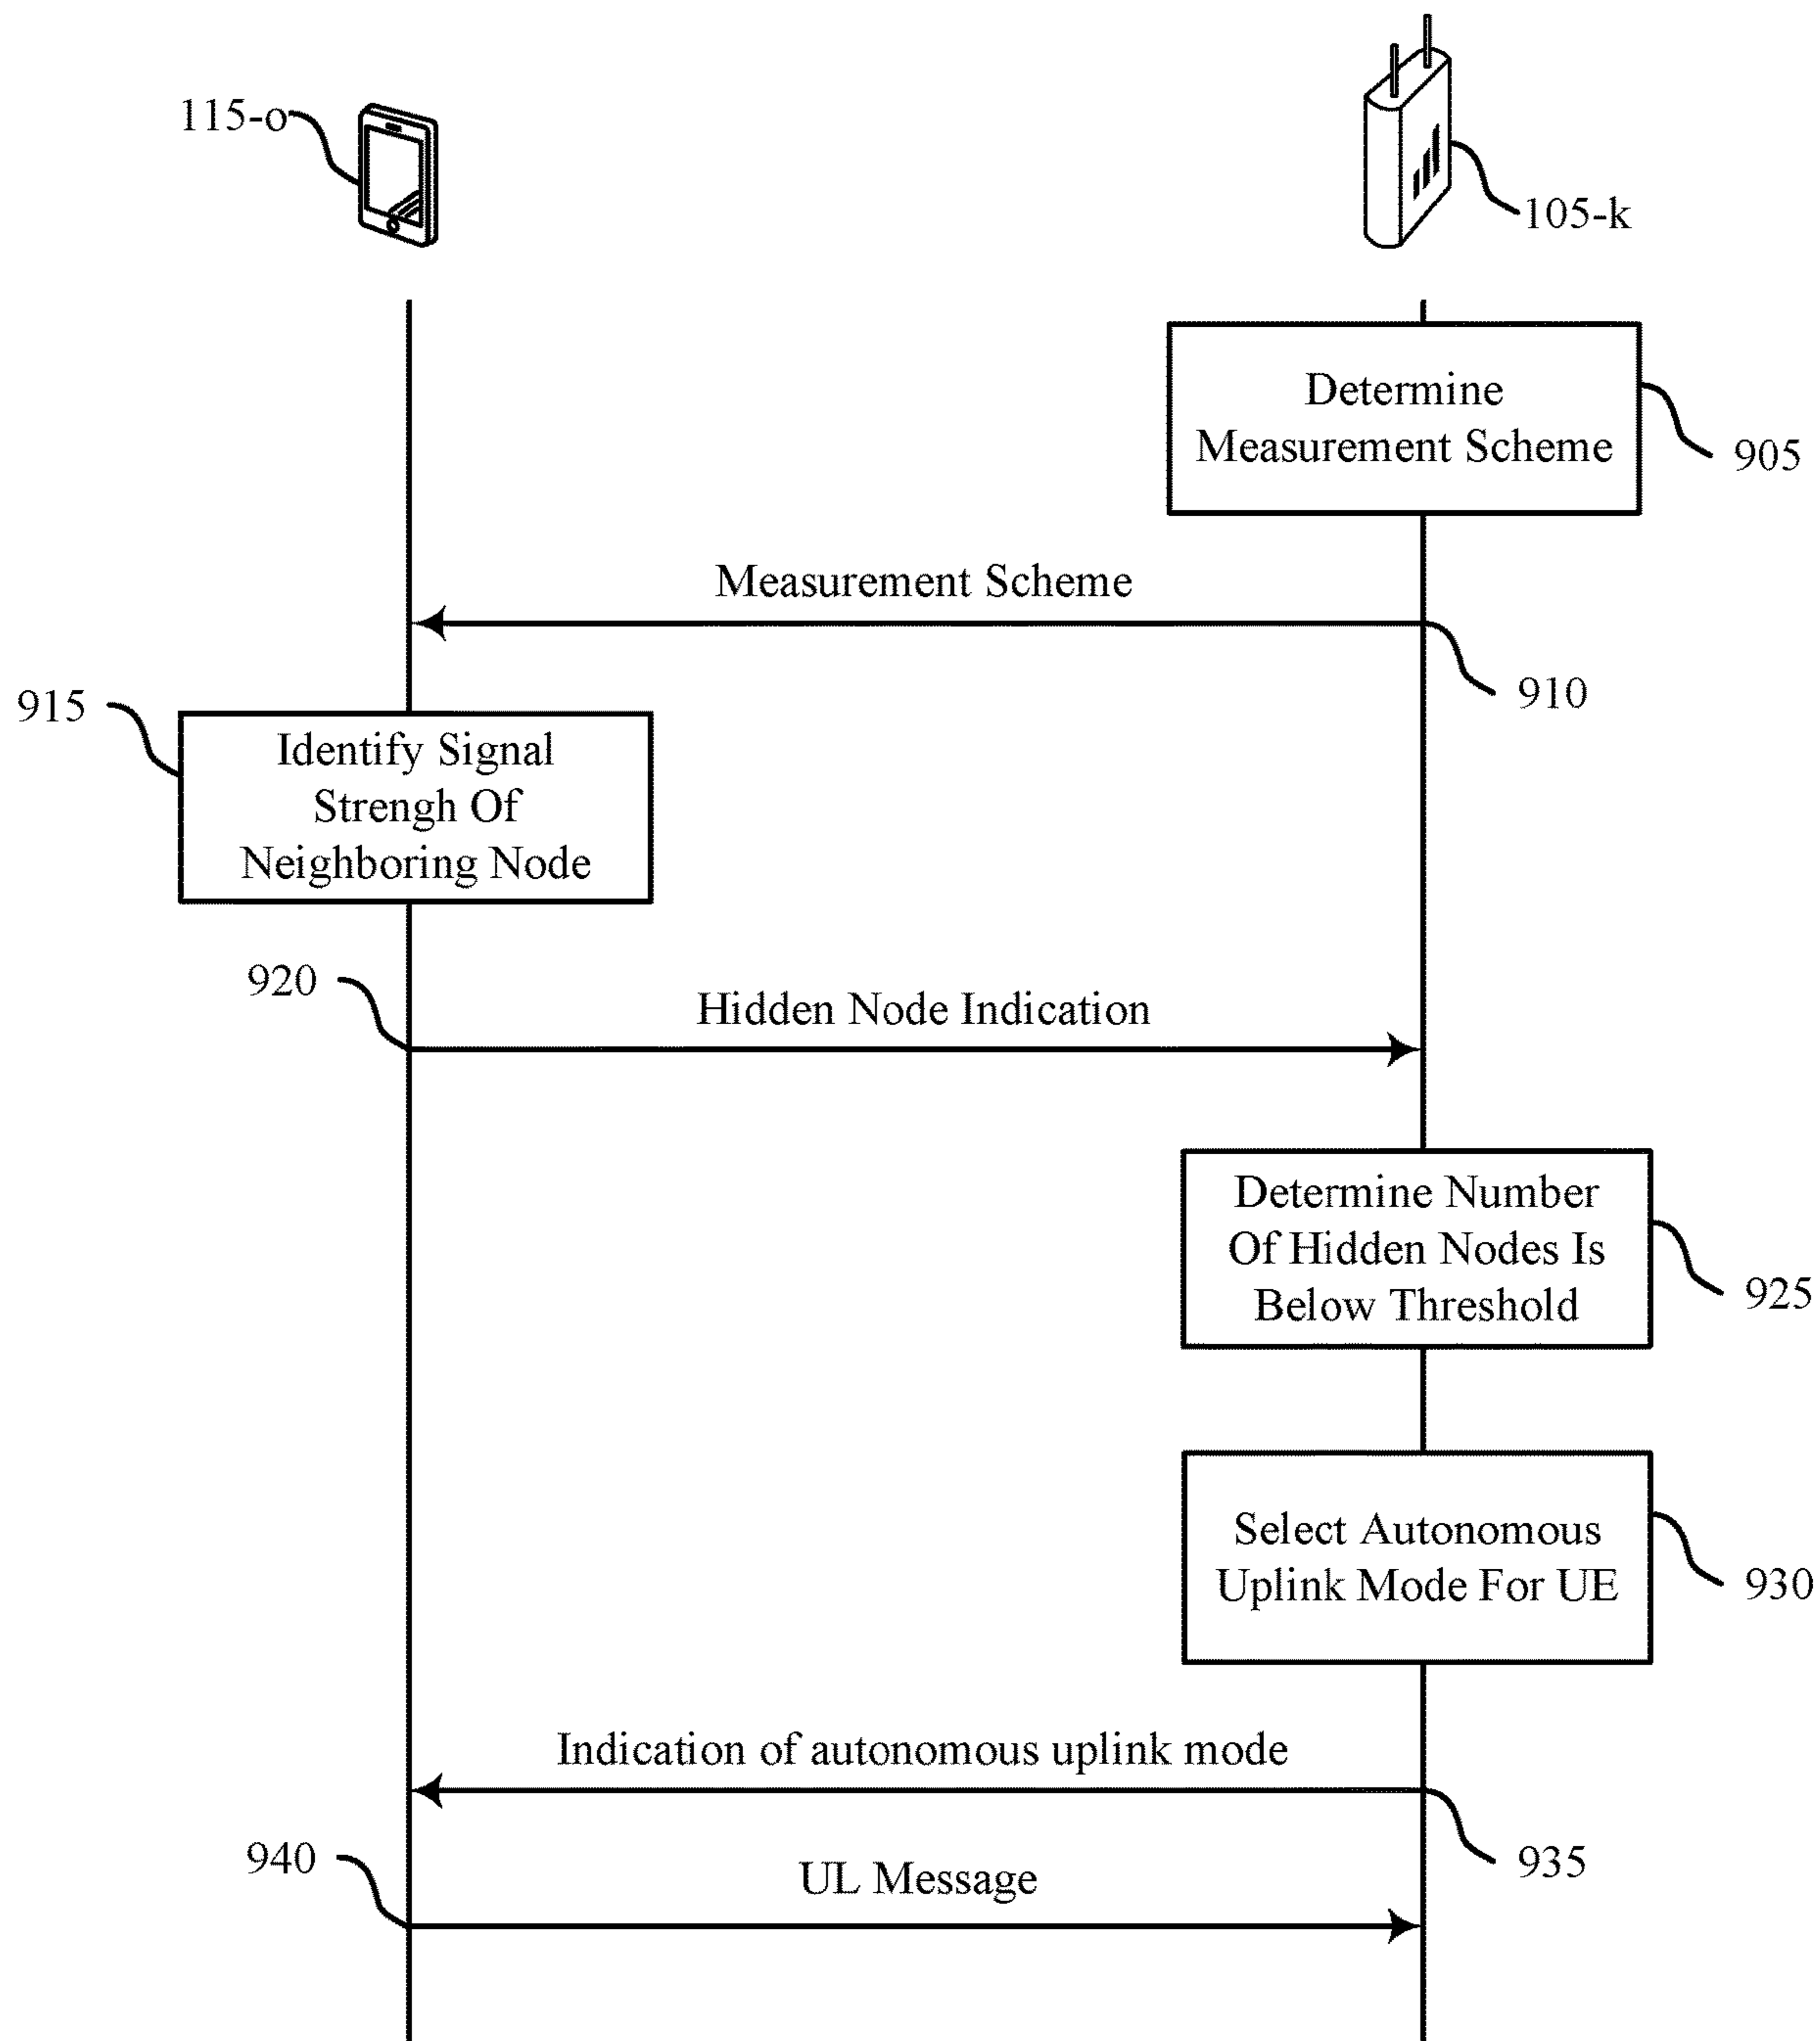 115-o
105-k
Determine
Measurement Scheme
905
Measurement Scheme
910
915
Identify Signal
Strengh Of
Neighboring Node
920
Hidden Node Indication
Determine Number
Of Hidden Nodes Is
Below Threshold
925
Select Autonomous
Uplink Mode For UE
930
Indication of autonomous uplink mode
935
940
UL Message